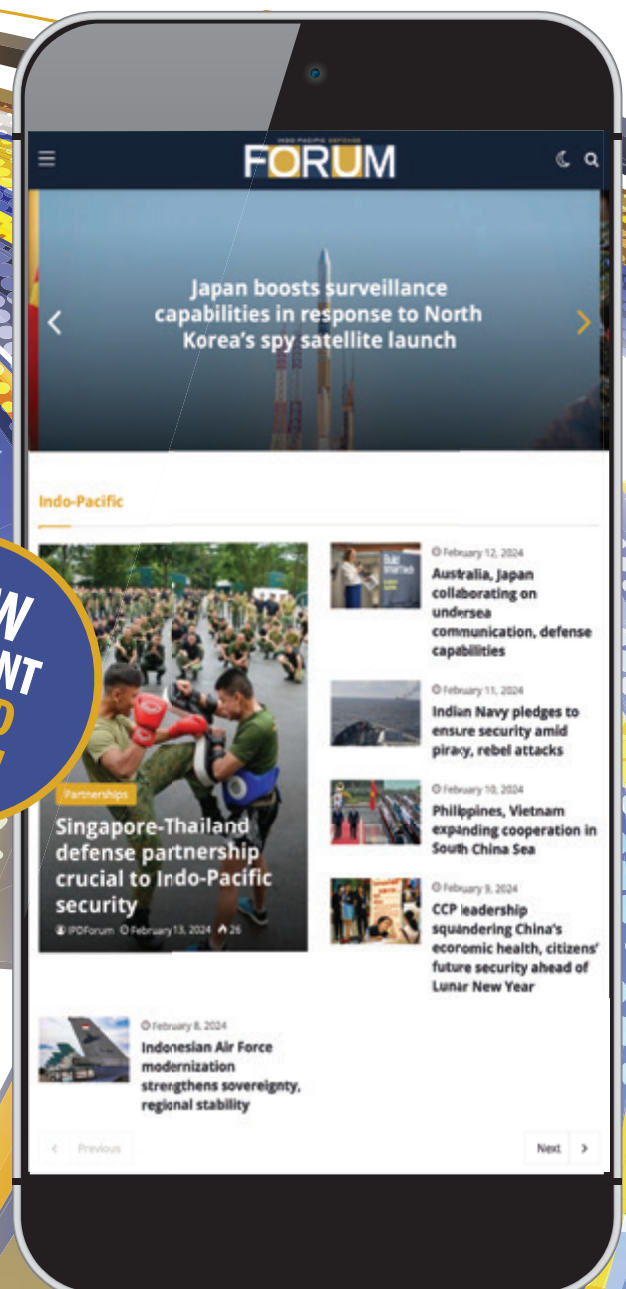 INDO-PACIFIC DEFENSE
FORUM
Japan boosts surveillance
capabilities in response to North
Korea's spy satellite launch
Indo-Pacific
Partnerships
Singapore-Thailand
defense partnership
crucial to Indo-Pacific
security
IPDForum February 13, 2024 26
February 12, 2024
Australia, Japan
collaborating on
undersea
communication, defense
capabilities
February 11, 2024
Indian Navy pledges to
ensure security amid
piracy, rebel attacks
February 10, 2024
Philippines, Vietnam
expanding cooperation in
South China Sea
February 9, 2024
CCP leadership
squandering China's
economic health, citizens'
future security ahead of
Lunar New Year
February 8, 2024
Indonesian Air Force
modernization
strengthens sovereignty,
regional stability
Previous
Next